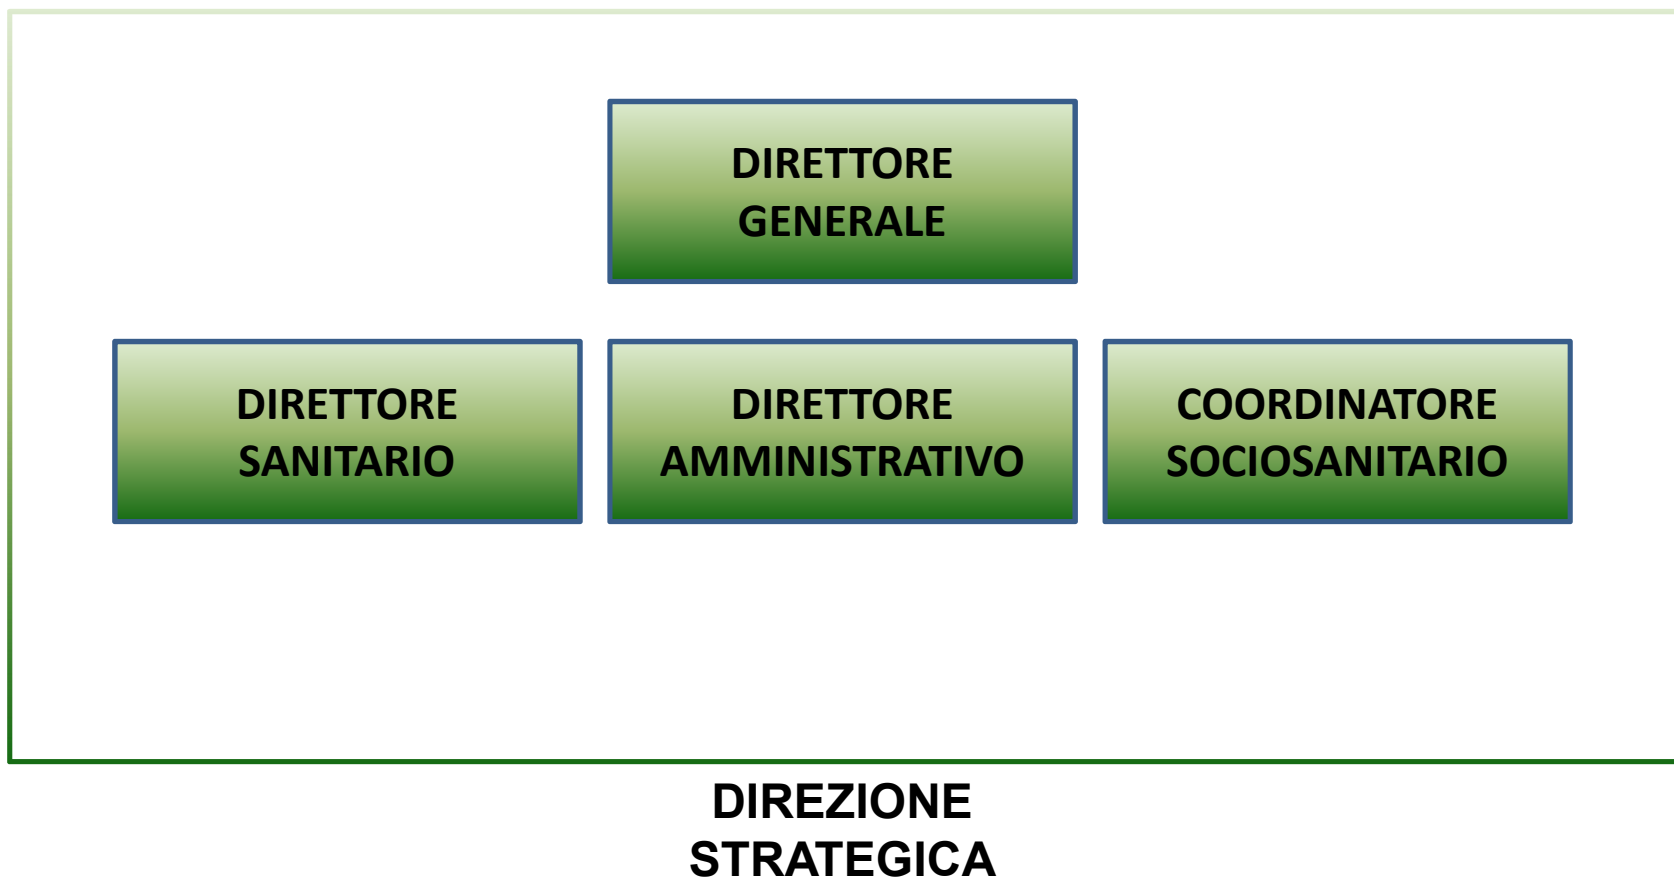 DIRETTORE
GENERALE
DIRETTORE
SANITARIO
DIRETTORE
AMMINISTRATIVO
COORDINATORE
SOCIOSANITARIO
DIREZIONE
STRATEGICA